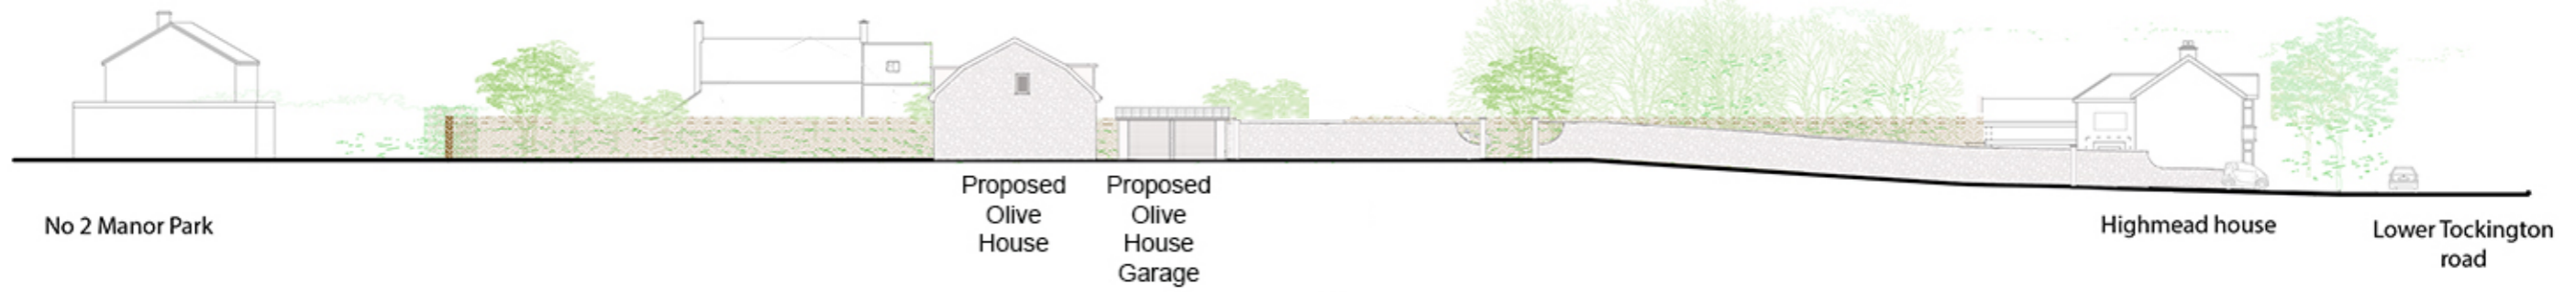 No 2 Manor Park
Proposed
Olive
House
Proposed
Olive
House
Garage
Highmead house
Lower Tockington
road